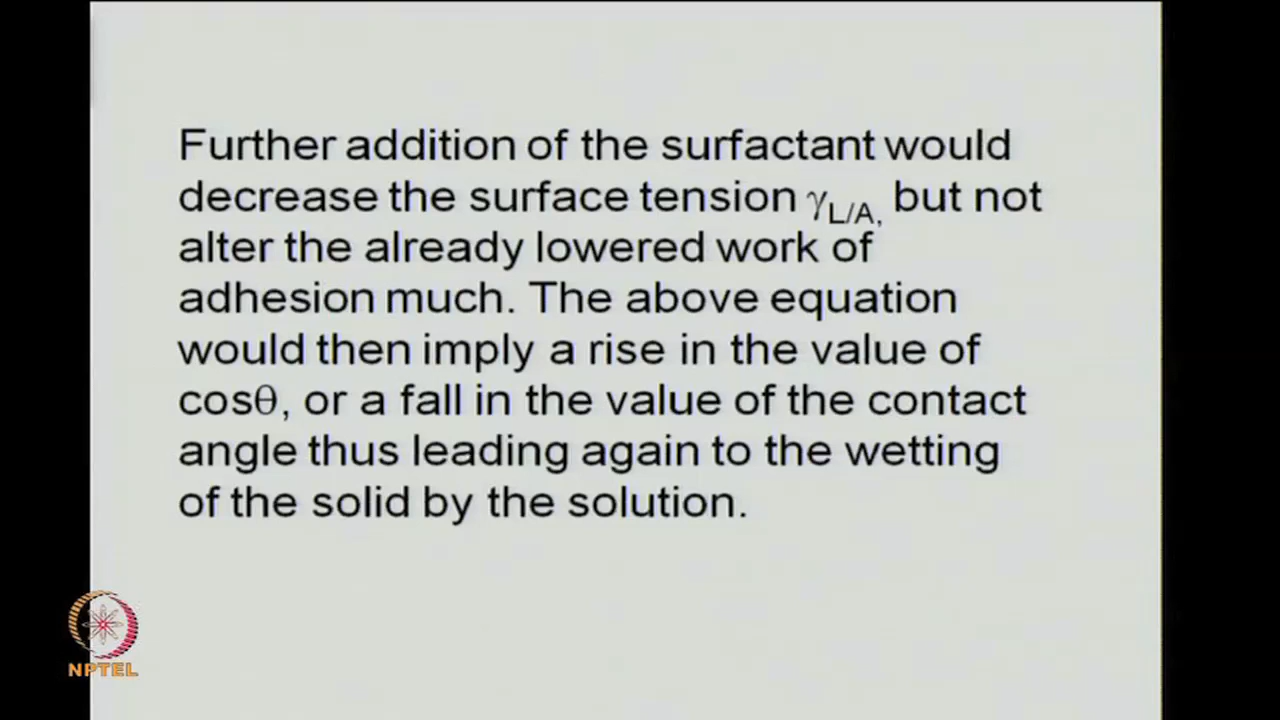 Further addition of the surfactant would
decrease the surface tension γL/A, but not
alter the already lowered work of
adhesion much. The above equation
would then imply a rise in the value of
cosθ, or a fall in the value of the contact
angle thus leading again to the wetting
of the solid by the solution.
NPTEL